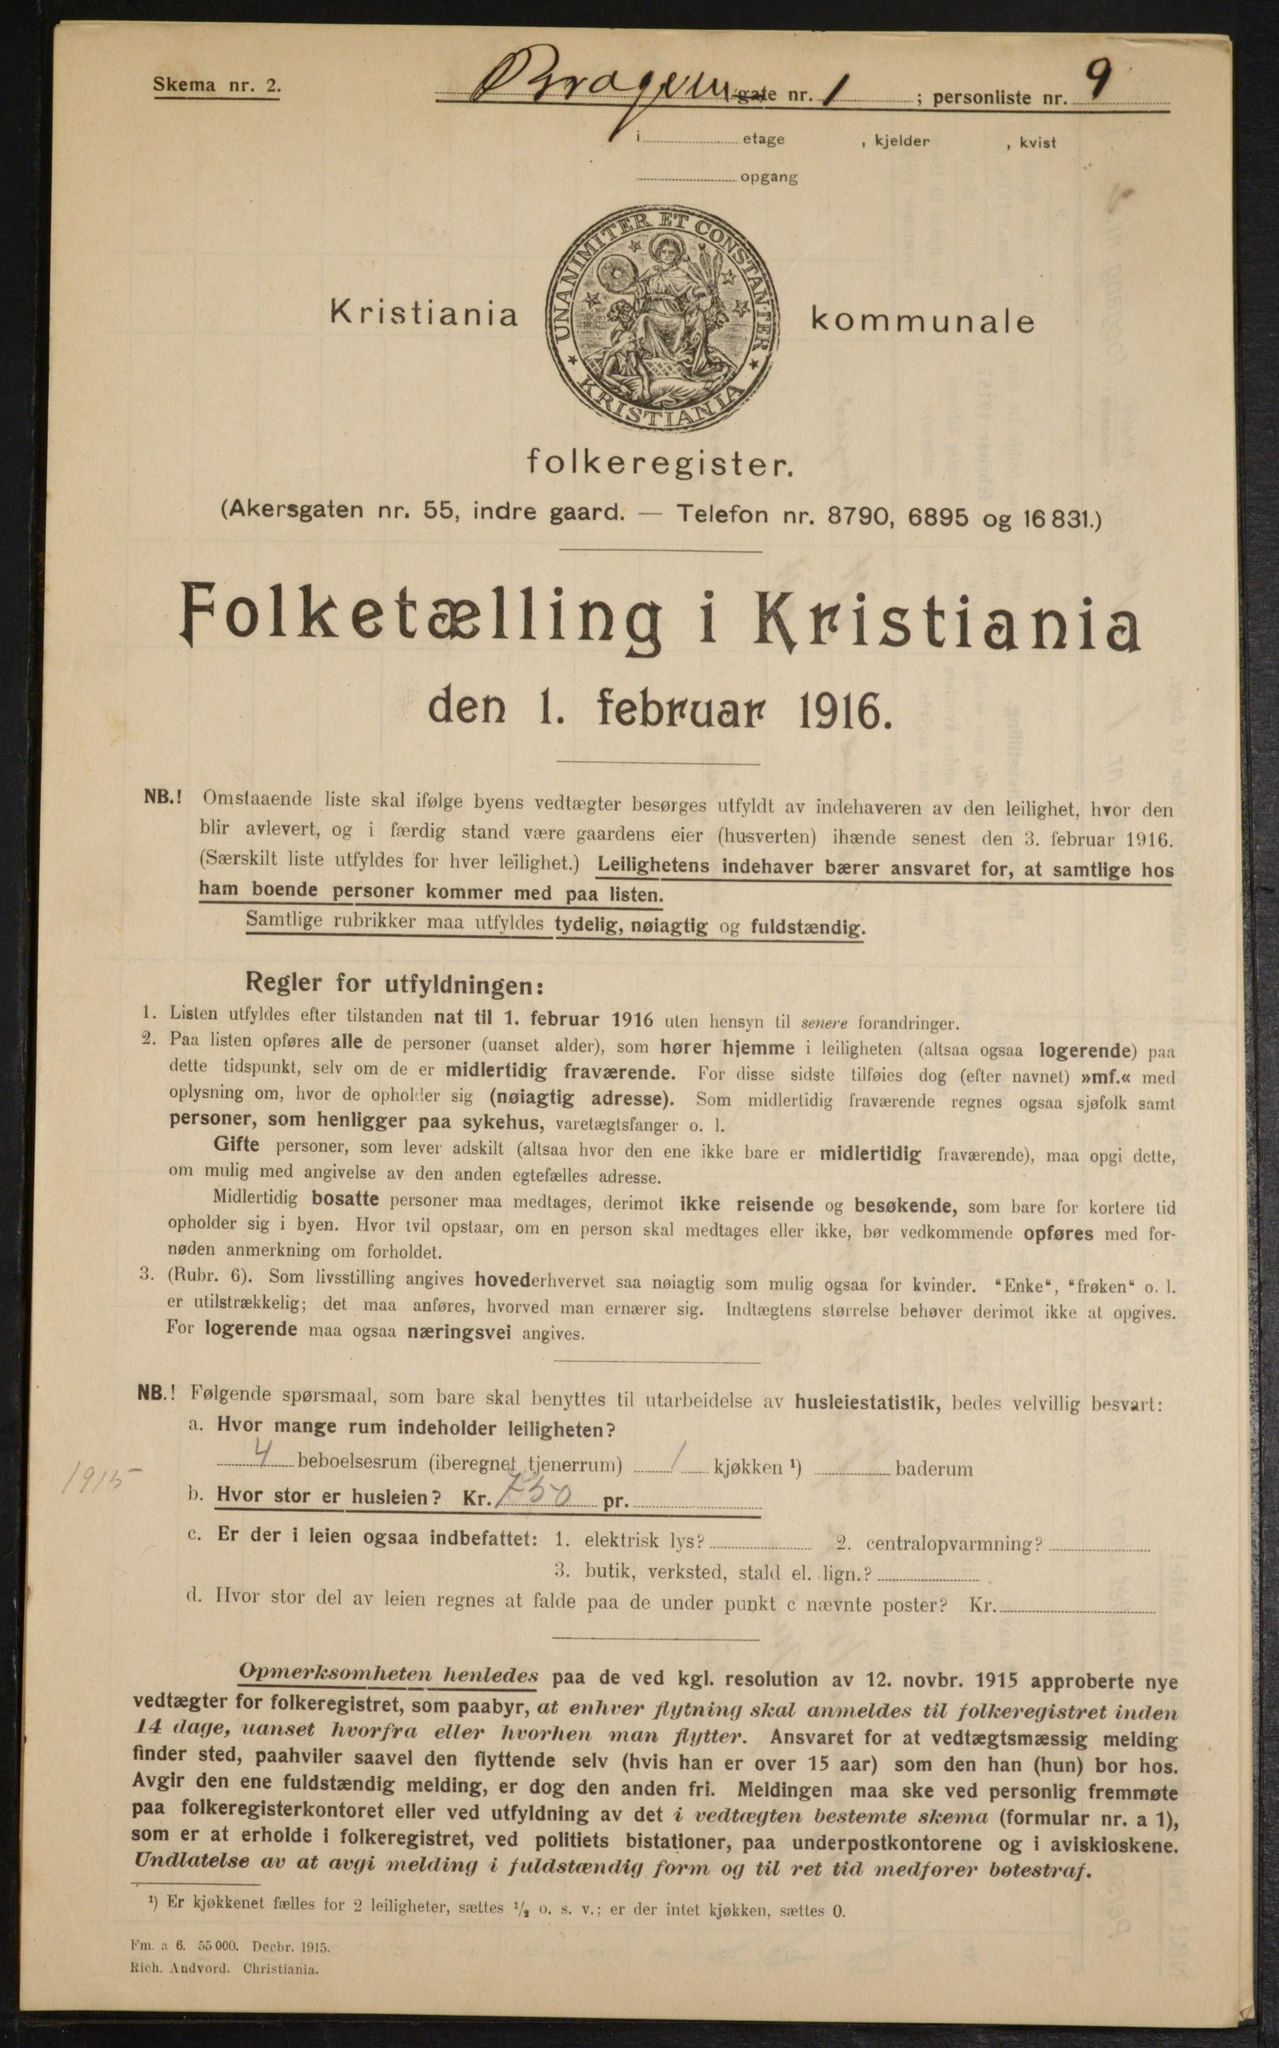 Skema nr. 2.
gate nr. 1 ; personliste nr. 9
i etage , kjelder , kvist
opgang
UNANIMITER ET CONSTANTER
KRISTIANIA
Kristiania kommunale
folkeregister.
(Akersgaten nr. 55, indre gaard. — Telefon nr. 8790, 6895 og 16 831.)
Folketælling i Kristiania
den 1. februar 1916.
NB.! Omstaaende liste skal ifølge byens vedtægter besørges utfyldt av indehaveren av den leilighet, hvor den
blir avlevert, og i færdig stand være gaardens eier (husverten) ihænde senest den 3. februar 1916.
(Særskilt liste utfyldes for hver leilighet.) Leilighetens indehaver bærer ansvaret for, at samtlige hos
ham boende personer kommer med paa listen.
Samtlige rubrikker maa utfyldes tydelig, nøiagtig og fuldstændig.
Regler for utfyldningen:
1. Listen utfyldes efter tilstanden nat til 1. februar 1916 uten hensyn til senere forandringer.
2. Paa listen opføres alle de personer (uanset alder), som hører hjemme i leiligheten (altsaa ogsaa logerende) paa
dette tidspunkt, selv om de er midlertidig fraværende. For disse sidste tilføies dog (efter navnet) »mf.« med
oplysning om, hvor de opholder sig (nøiagtig adresse). Som midlertidig fraværende regnes ogsaa sjøfolk samt
personer, som henligger paa sykehus, varetægtsfanger o. l.
Gifte personer, som lever adskilt (altsaa hvor den ene ikke bare er midlertidig fraværende), maa opgi dette,
om mulig med angivelse av den anden egtefælles adresse.
Midlertidig bosatte personer maa medtages, derimot ikke reisende og besøkende, som bare for kortere tid
opholder sig i byen. Hvor tvil opstaar, om en person skal medtages eller ikke, bør vedkommende opføres med for-
nøden anmerkning om forholdet.
3. (Rubr. 6). Som livsstilling angives hovederhvervet saa nøiagtig som mulig ogsaa for kvinder. "Enke", "frøken" o. l.
er utilstrækkelig; det maa anføres, hvorved man ernærer sig. Indtægtens størrelse behøver derimot ikke at opgives.
For logerende maa ogsaa næringsvei angives.
NB.! Følgende spørsmaal, som bare skal benyttes til utarbeidelse av husleiestatistik, bedes velvillig besvart:
a. Hvor mange rum indeholder leiligheten?
4 beboelsesrum (iberegnet tjenerrum) 1 kjøkken ¹) baderum
1915
b. Hvor stor er husleien? Kr. 750 pr.
c. Er der i leien ogsaa indbefattet: 1. elektrisk lys? 2. centralopvarmning?
3. butik, verksted, stald el. lign.?
d. Hvor stor del av leien regnes at falde paa de under punkt c nævnte poster? Kr.
Opmerksomheten henledes paa de ved kgl. resolution av 12. novbr. 1915 approberte nye
vedtægter for folkeregistret, som paabyr, at enhver flytning skal anmeldes til folkeregistret inden
14 dage, uanset hvorfra eller hvorhen man flytter. Ansvaret for at vedtægtsmæssig melding
finder sted, paahviler saavel den flyttende selv (hvis han er over 15 aar) som den han (hun) bor hos.
Avgir den ene fuldstændig melding, er dog den anden fri. Meldingen maa ske ved personlig fremmøte
paa folkeregisterkontoret eller ved utfyldning av det i vedtægten bestemte skema (formular nr. a 1),
som er at erholde i folkeregistret, ved politiets bistationer, paa underpostkontorene og i aviskioskene.
Undlatelse av at avgi melding i fuldstændig form og til ret tid medfører bøtestraf.
¹) Er kjøkkenet fælles for 2 leiligheter, sættes ½ o. s. v.; er der intet kjøkken, sættes 0.
Fm. a 6. 55 000. Decbr. 1915.
Rich. Andvord. Christiania.